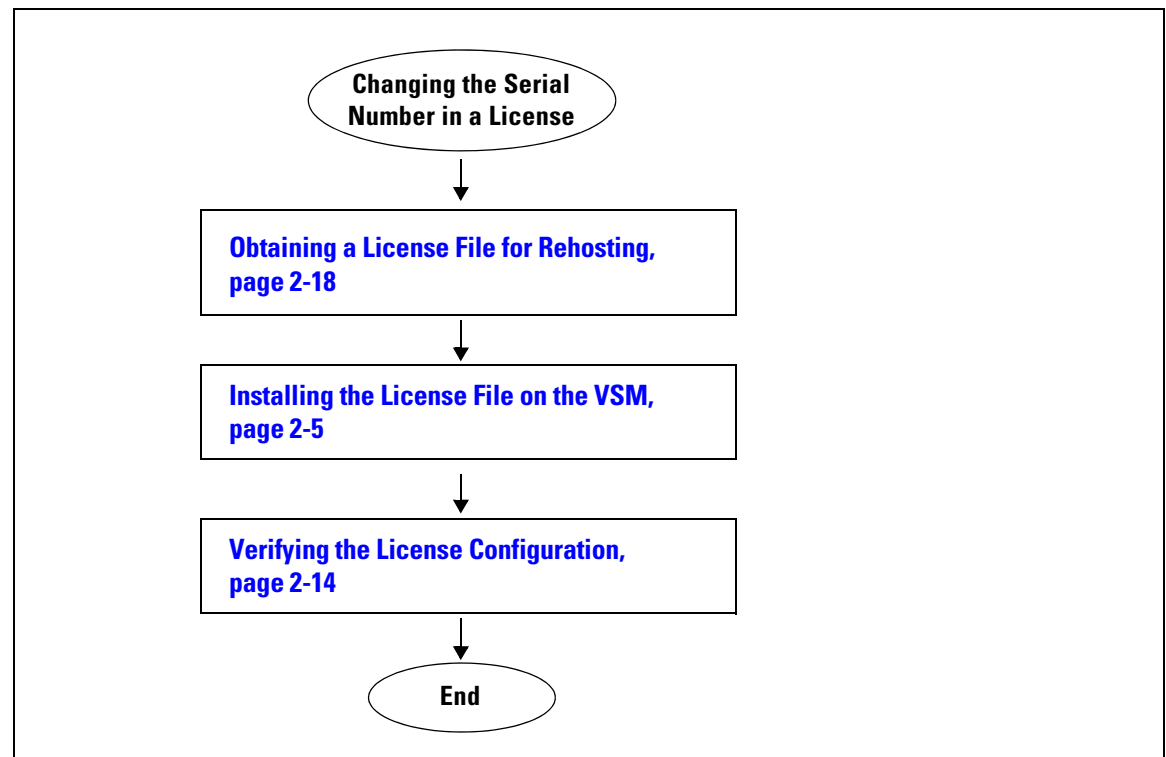 Changing the Serial
Number in a License
Obtaining a License File for Rehosting,
page 2-18
Installing the License File on the VSM,
page 2-5
Verifying the License Configuration,
page 2-14
End